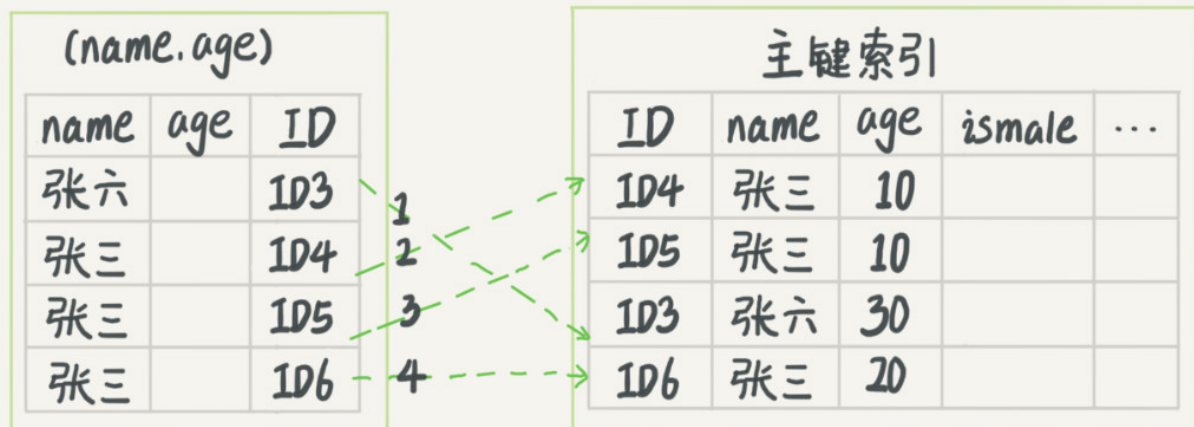 (name.age)
name age ID
张六 ID3
张三 ID4
张三 ID5
张三 ID6
1
2
3
4
主键索引
ID name age ismale ...
ID4 张三 10
ID5 张三 10
ID3 张六 30
ID6 张三 20